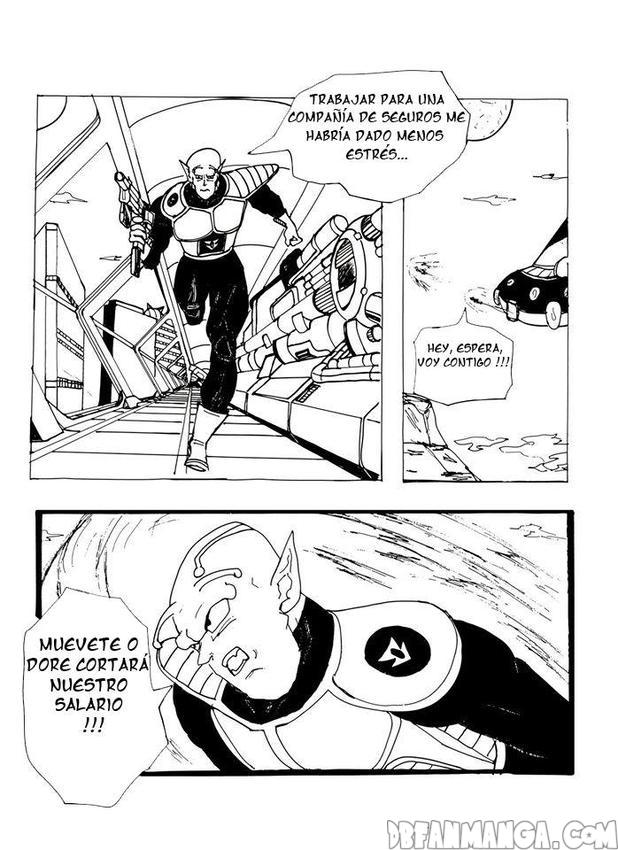 TRABAJAR PARA UNA
COMPAÑÍA DE SEGUROS ME
HABRÍA DADO MENOS
ESTRÉS...
HEY, ESPERA,
VOY CONTIGO !!!
MUEVETE O
DORE CORTARÁ
NUESTRO
SALARIO
!!!
DBFANMANGA.COM